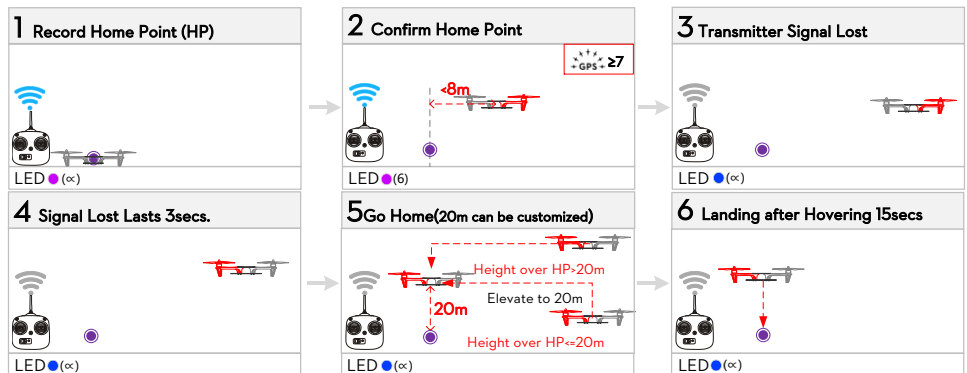 1 Record Home Point (HP)
LED (∝)
2 Confirm Home Point
GPS ≥7
<8m
LED (6)
3 Transmitter Signal Lost
LED (∝)
4 Signal Lost Lasts 3secs.
LED (∝)
5 Go Home(20m can be customized)
Height over HP>20m
Elevate to 20m
20m
Height over HP<=20m
LED (∝)
6 Landing after Hovering 15secs
LED (∝)